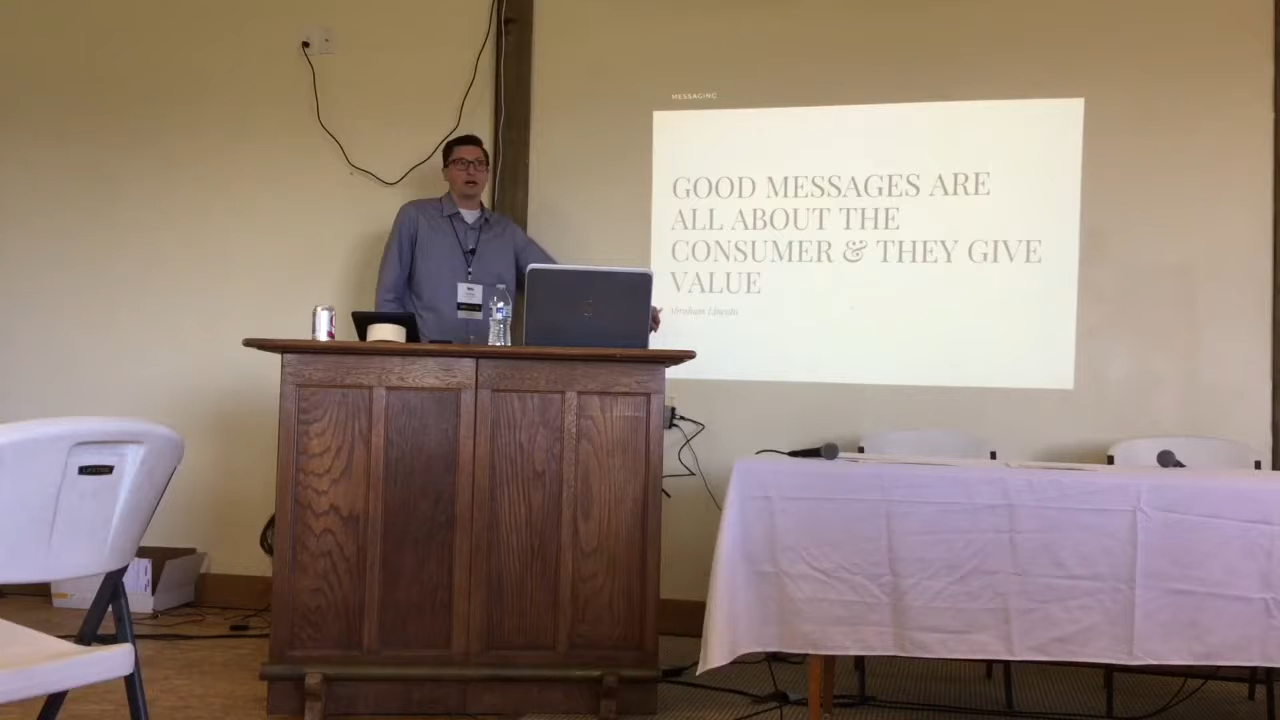 MESSAGING
GOOD MESSAGES ARE
ALL ABOUT THE
CONSUMER & THEY GIVE
VALUE
Abraham Lincoln
LIFETIME